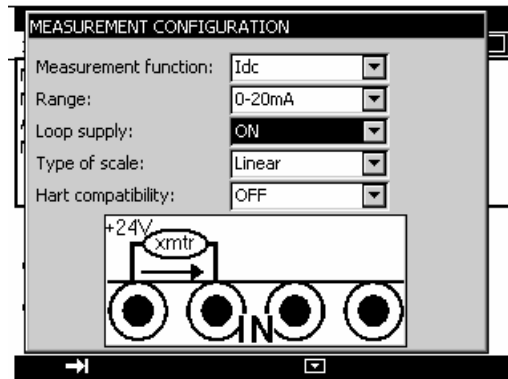 MEASUREMENT CONFIGURATION
Measurement function: Idc
Range: 0-20mA
Loop supply: ON
Type of scale: Linear
Hart compatibility: OFF
+24V
xmtr
IN